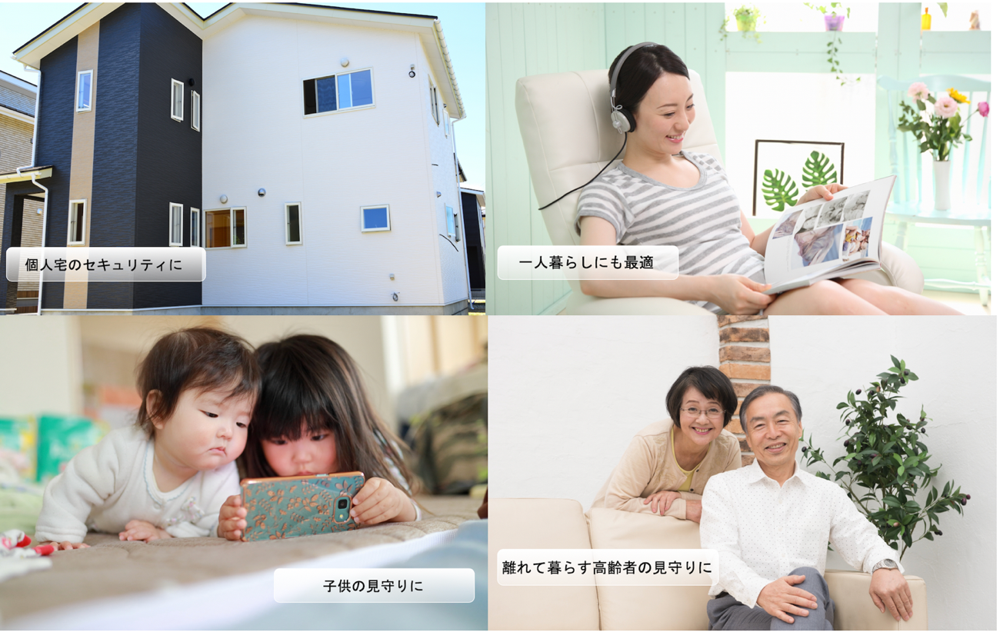 個人宅のセキュリティに
一人暮らしにも最適
子供の見守りに
離れて暮らす高齢者の見守りに